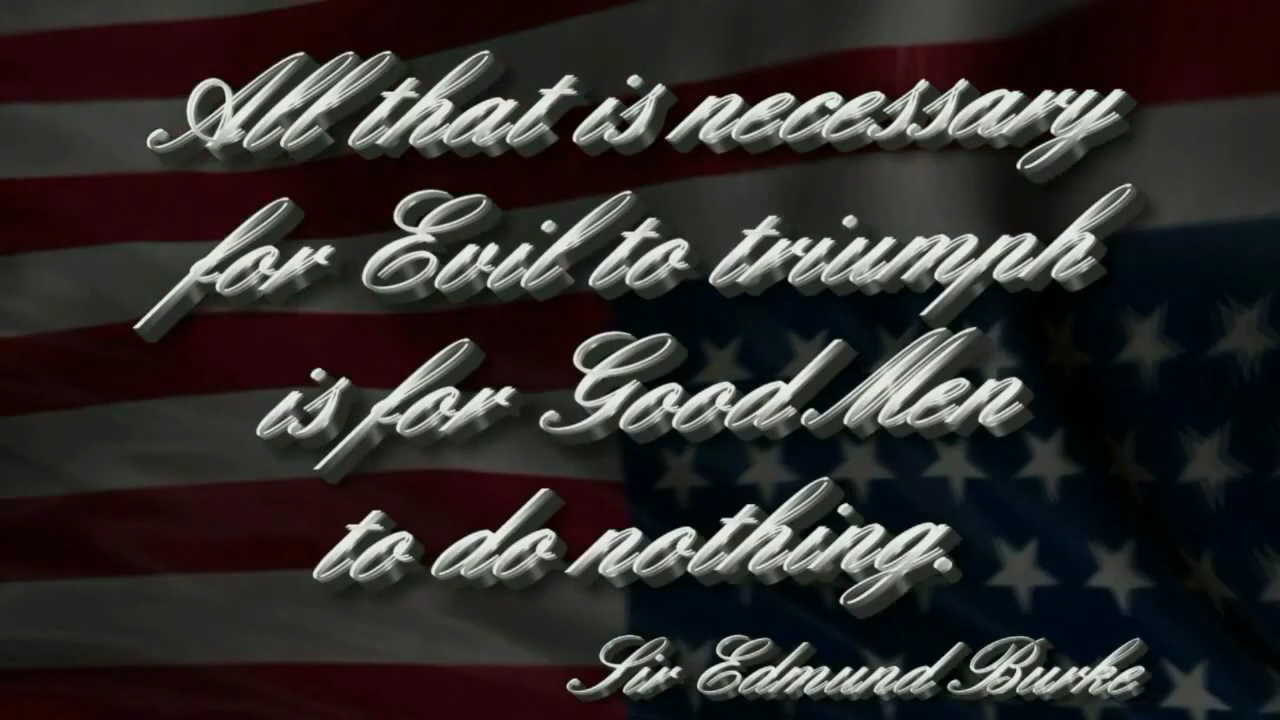 All that is necessary
for Evil to triumph
is for Good Men
to do nothing.
Sir Edmund Burke